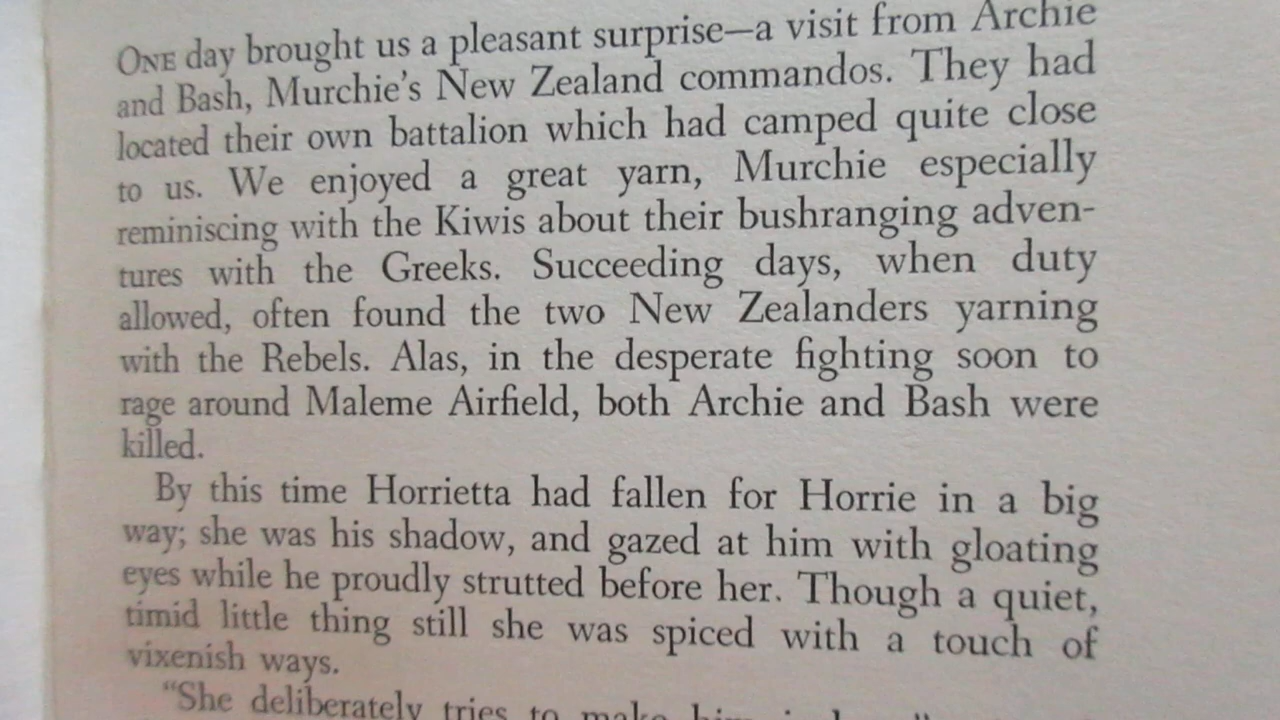 ONE day brought us a pleasant surprise—a visit from Archie
and Bash, Murchie's New Zealand commandos. They had
located their own battalion which had camped quite close
to us. We enjoyed a great yarn, Murchie especially
reminiscing with the Kiwis about their bushranging adven-
tures with the Greeks. Succeeding days, when duty
allowed, often found the two New Zealanders yarning
with the Rebels. Alas, in the desperate fighting soon to
rage around Maleme Airfield, both Archie and Bash were
killed.
By this time Horrietta had fallen for Horrie in a big
way; she was his shadow, and gazed at him with gloating
eyes while he proudly strutted before her. Though a quiet,
timid little thing still she was spiced with a touch of
vixenish ways.
"She deliberately tries to make him